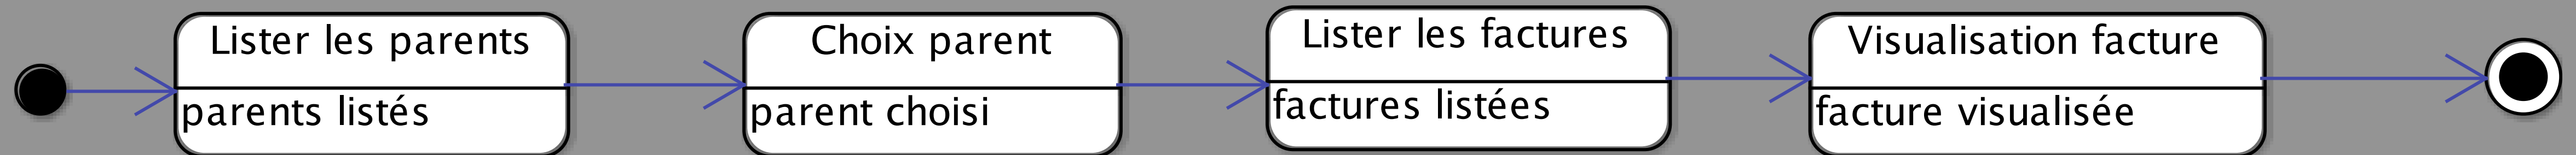 Lister les parents
parents listés
Choix parent
parent choisi
Lister les factures
factures listées
Visualisation facture
facture visualisée